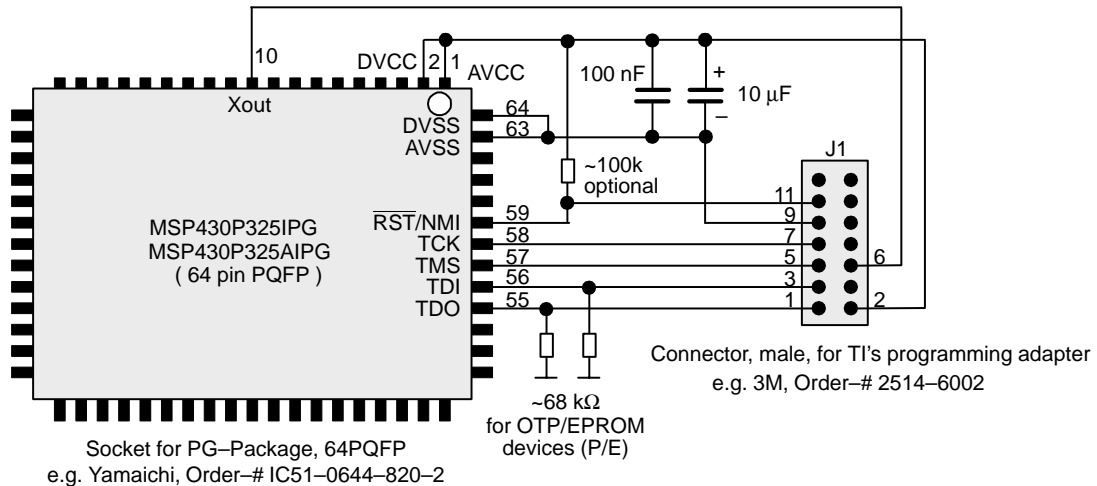 10
DVCC
2
1
AVCC
Xout
64
DVSS
63
AVSS
100 nF
+
10 μF
–
J1
~100k
optional
11
9
RST/NMI
59
TCK
58
7
TMS
57
5
6
TDI
56
3
TDO
55
1
2
MSP430P325IPG
MSP430P325AIPG
( 64 pin PQFP )
Connector, male, for TI's programming adapter
e.g. 3M, Order–# 2514–6002
~68 kΩ
for OTP/EPROM
devices (P/E)
Socket for PG–Package, 64PQFP
e.g. Yamaichi, Order–# IC51–0644–820–2